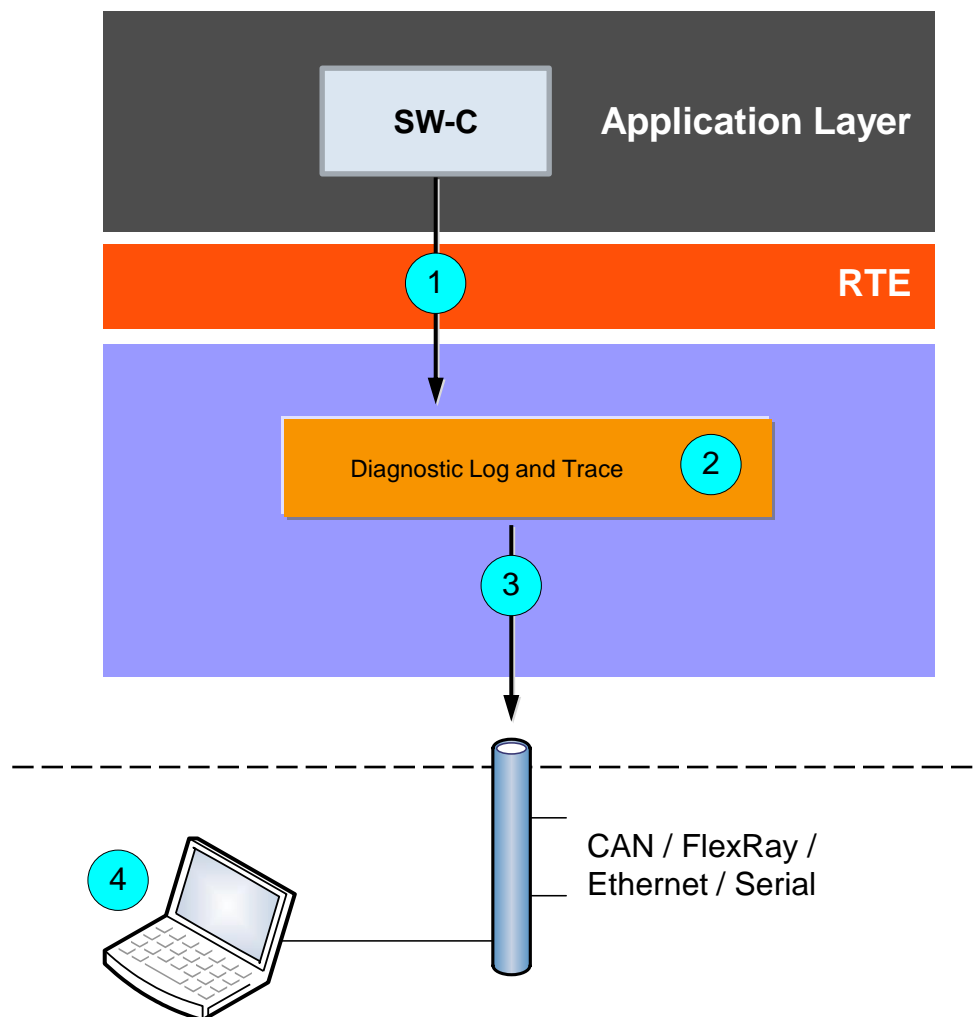 SW-C
Application Layer
1
RTE
Diagnostic Log and Trace
2
3
4
CAN / FlexRay /
Ethernet / Serial